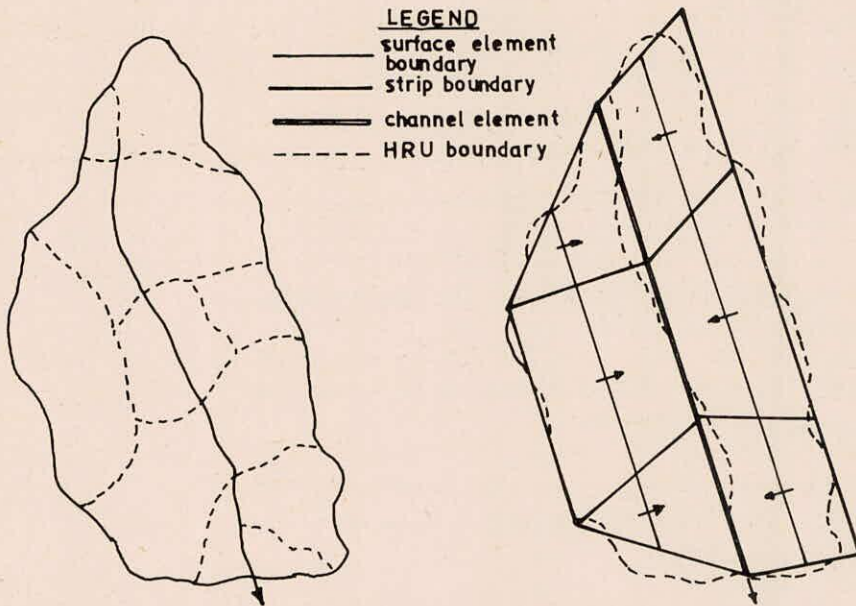 LEGEND
surface element
boundary
strip boundary
channel element
HRU boundary